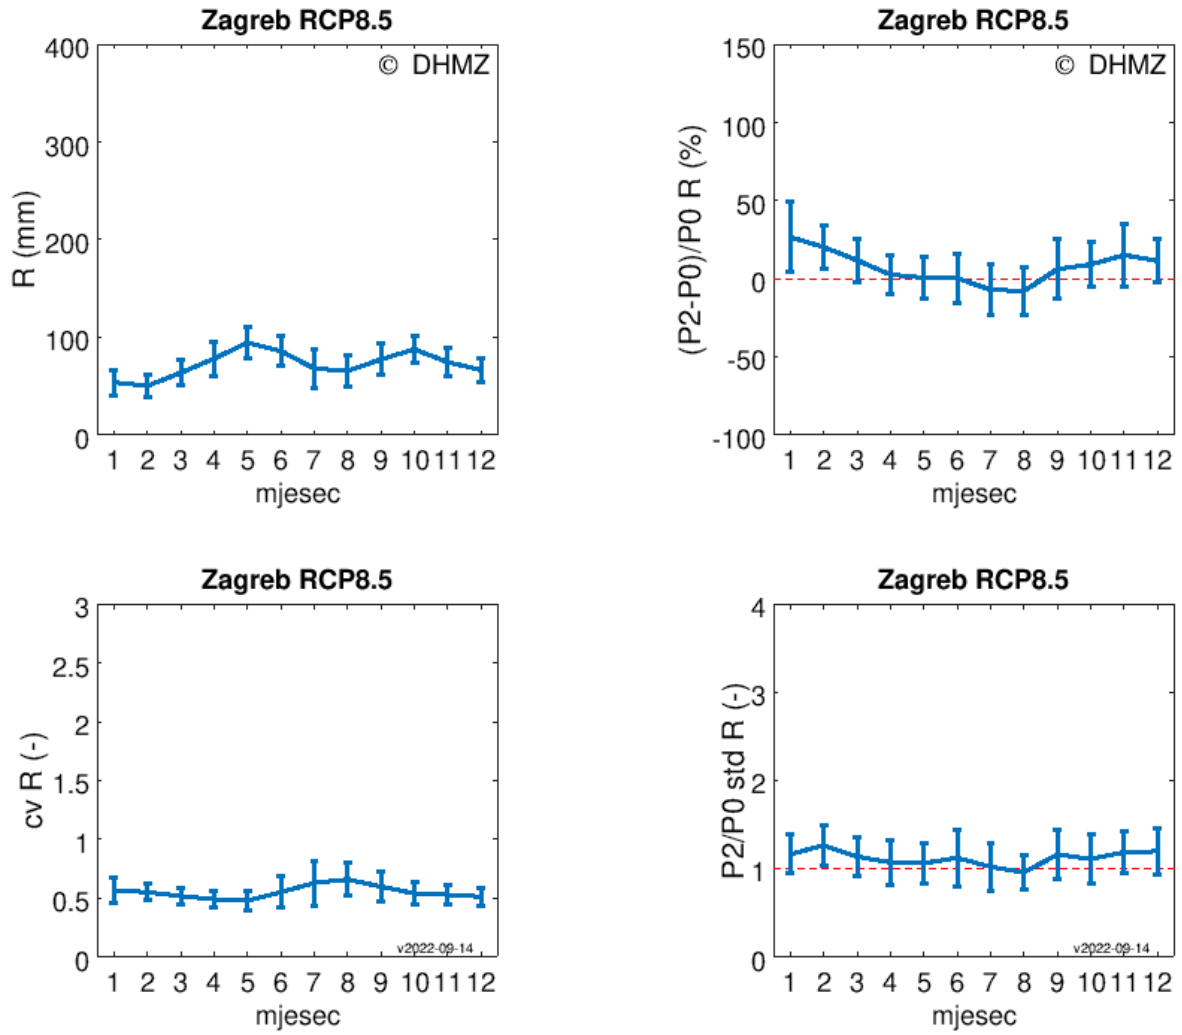 Zagreb RCP8.5
© DHMZ
R (mm)
400
300
200
100
0
1 2 3 4 5 6 7 8 9 10 11 12
mjesec
Zagreb RCP8.5
© DHMZ
(P2-P0)/P0 R (%)
150
100
50
0
-50
-100
1 2 3 4 5 6 7 8 9 10 11 12
mjesec
Zagreb RCP8.5
cv R (-)
3
2.5
2
1.5
1
0.5
0
v2022-09-14
1 2 3 4 5 6 7 8 9 10 11 12
mjesec
Zagreb RCP8.5
P2/P0 std R (-)
4
3
2
1
0
v2022-09-14
1 2 3 4 5 6 7 8 9 10 11 12
mjesec